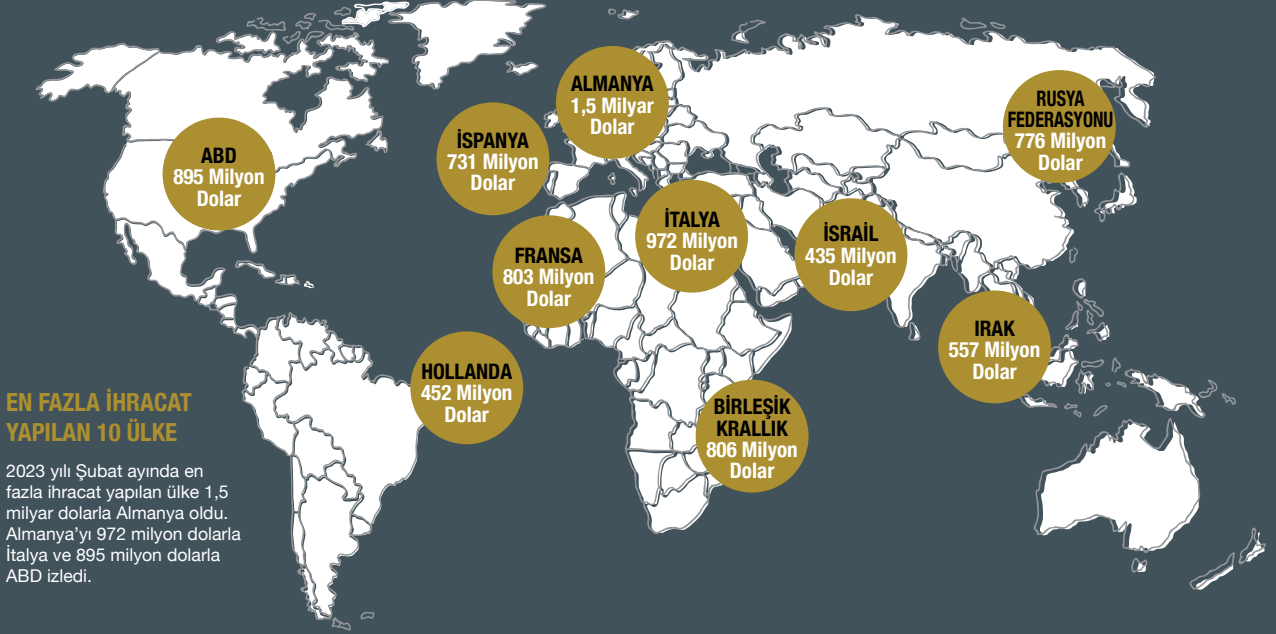 ALMANYA
1,5 Milyar
Dolar
RUSYA
FEDERASYONU
776 Milyon
Dolar
İSPANYA
731 Milyon
Dolar
ABD
895 Milyon
Dolar
İTALYA
972 Milyon
Dolar
İSRAİL
435 Milyon
Dolar
FRANSA
803 Milyon
Dolar
IRAK
557 Milyon
Dolar
HOLLANDA
452 Milyon
Dolar
BİRLEŞİK
KRALLIK
806 Milyon
Dolar
EN FAZLA İHRACAT
YAPILAN 10 ÜLKE
2023 yılı Şubat ayında en
fazla ihracat yapılan ülke 1,5
milyar dolarla Almanya oldu.
Almanya’yı 972 milyon dolarla
İtalya ve 895 milyon dolarla
ABD izledi.